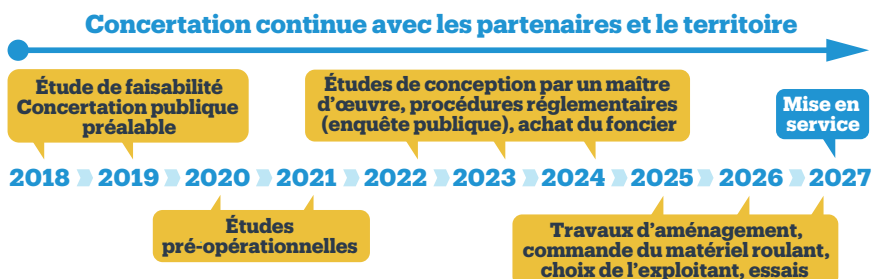 Concertation continue avec les partenaires et le territoire
Étude de faisabilité
Concertation publique
préalable
Études de conception par un maître
d'œuvre, procédures réglementaires
(enquête publique), achat du foncier
Mise en
service
2018 2019 2020 2021 2022 2023 2024 2025 2026 2027
Études
pré-opérationnelles
Travaux d'aménagement,
commande du matériel roulant,
choix de l'exploitant, essais